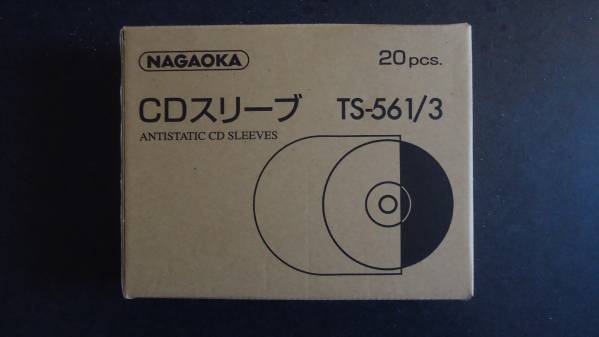 NAGAOKA
20 pcs.
CDスリーブ TS-561/3
ANTISTATIC CD SLEEVES